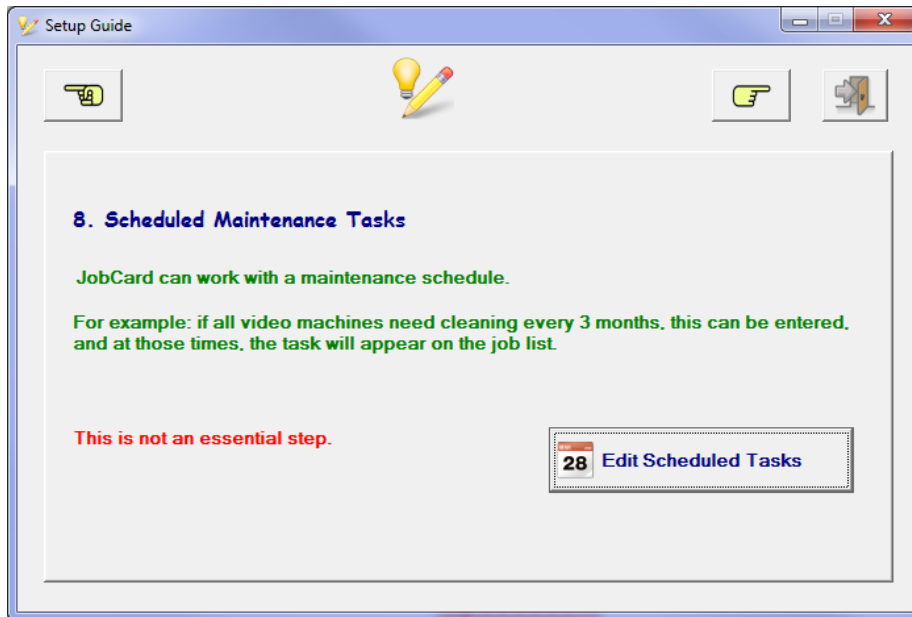 Setup Guide
8. Scheduled Maintenance Tasks
JobCard can work with a maintenance schedule.
For example: if all video machines need cleaning every 3 months, this can be entered,
and at those times, the task will appear on the job list.
This is not an essential step.
28 Edit Scheduled Tasks